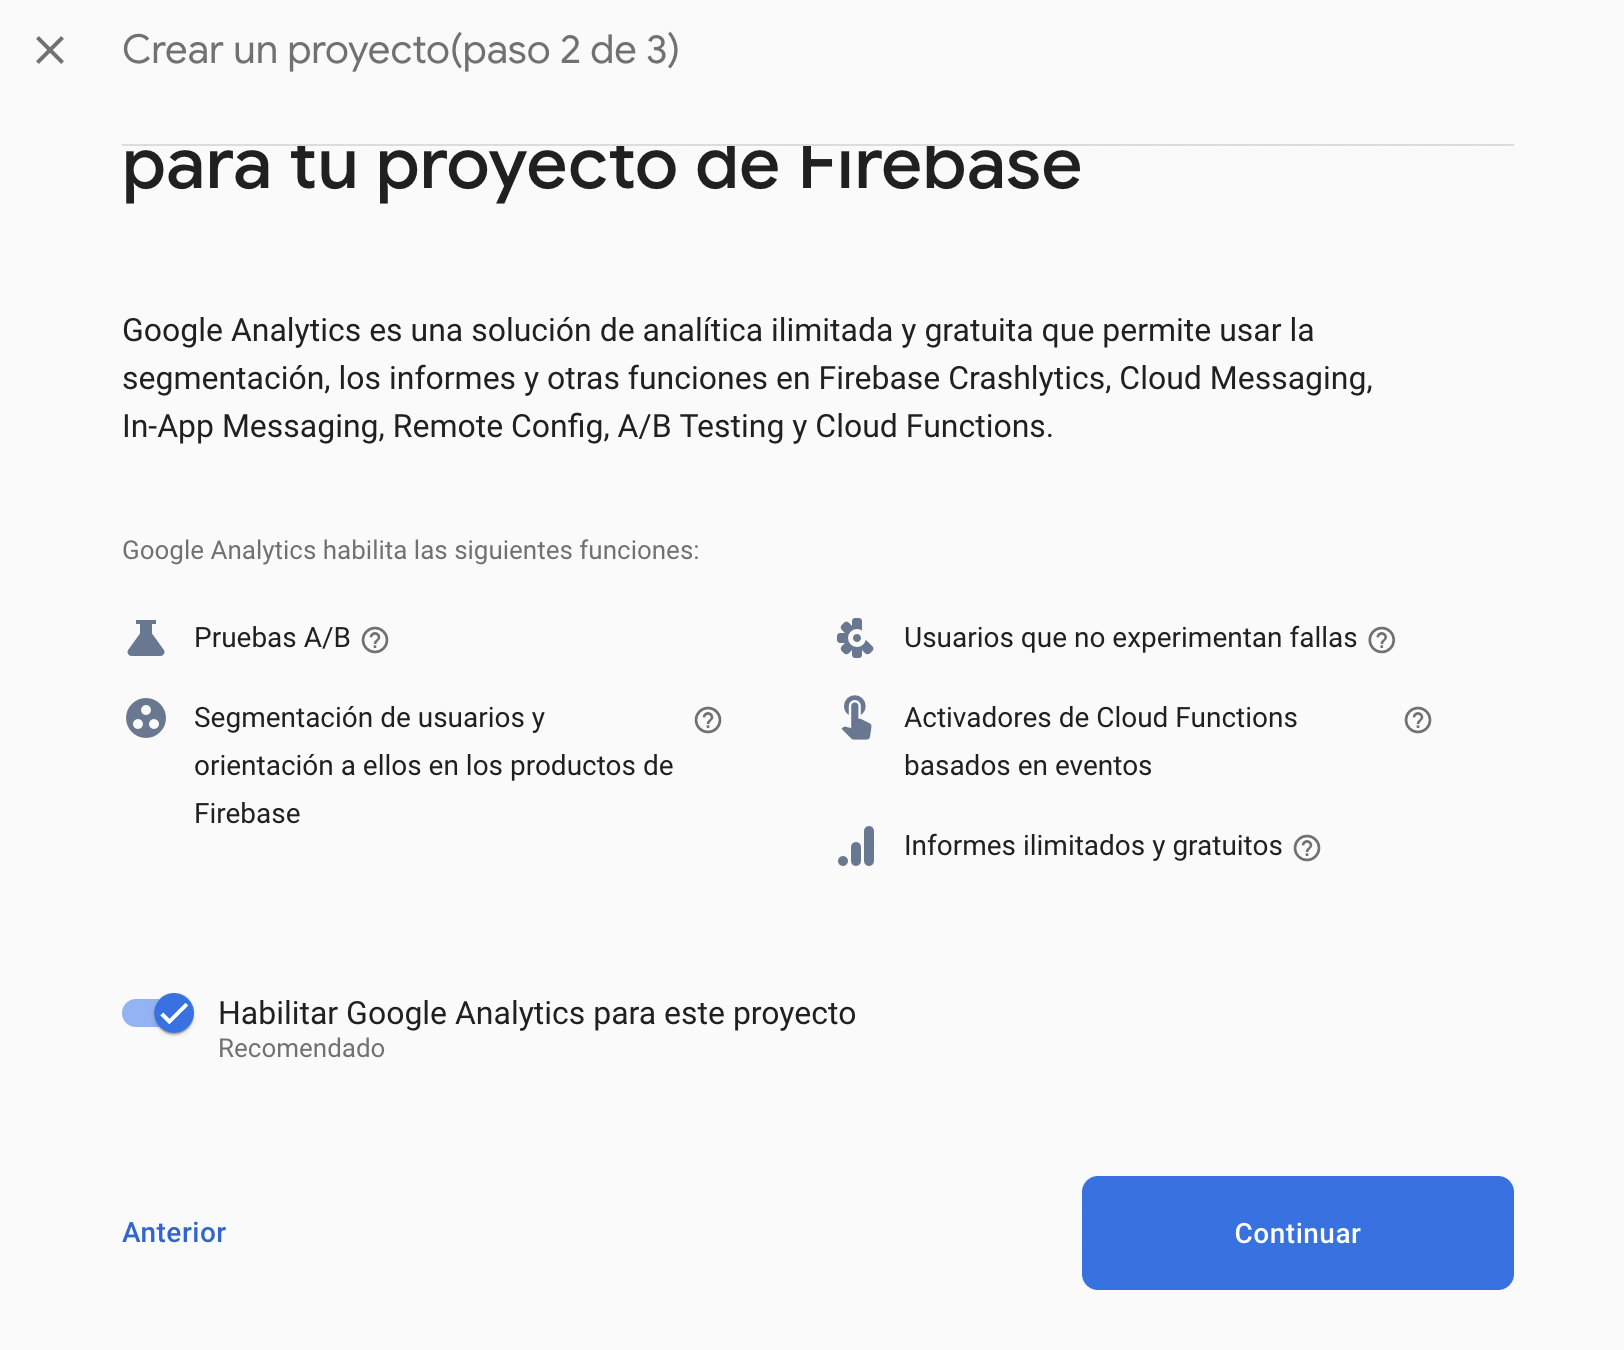 Crear un proyecto(paso 2 de 3)
para tu proyecto de Firebase
Google Analytics es una solución de analítica ilimitada y gratuita que permite usar la
segmentación, los informes y otras funciones en Firebase Crashlytics, Cloud Messaging,
In-App Messaging, Remote Config, A/B Testing y Cloud Functions.
Google Analytics habilita las siguientes funciones:
Pruebas A/B
Segmentación de usuarios y
orientación a ellos en los productos de
Firebase
Usuarios que no experimentan fallas
Activadores de Cloud Functions
basados en eventos
Informes ilimitados y gratuitos
Habilitar Google Analytics para este proyecto
Recomendado
Anterior
Continuar